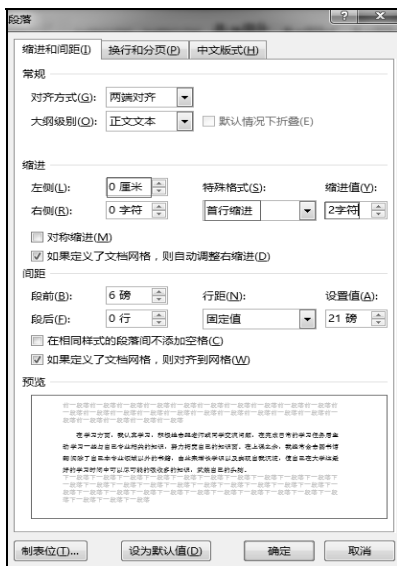 段落
缩进和间距(I) 换行和分页(P) 中文版式(H)
常规
对齐方式(G): 两端对齐
大纲级别(O): 正文文本 默认情况下折叠(E)
缩进
左侧(L): 0 厘米 特殊格式(S): 缩进值(Y):
右侧(R): 0 字符 首行缩进 2字符
对称缩进(M)
如果定义了文档网格，则自动调整右缩进(D)
间距
段前(B): 6 磅 行距(N): 设置值(A):
段后(F): 0 行 固定值 21 磅
在相同样式的段落间不添加空格(C)
如果定义了文档网格，则对齐到网格(W)
预览
制表位(T)... 设为默认值(D) 确定 取消